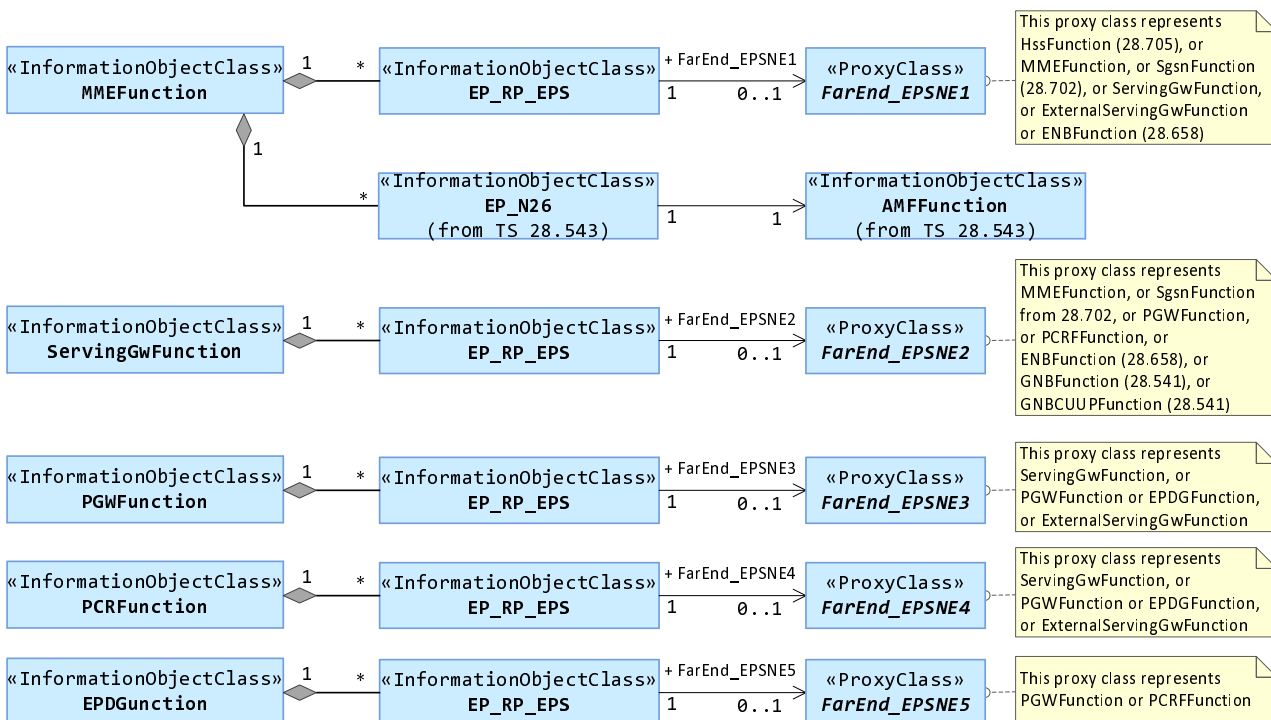 «InformationObjectClass»
MMEFunction
1
*
«InformationObjectClass»
EP_RP_EPS
+ FarEnd_EPSNE1
1
0..1
«ProxyClass»
FarEnd_EPSNE1
This proxy class represents
HssFunction (28.705), or
MMEFunction, or SgsnFunction
(28.702), or ServingGwFunction,
or ExternalServingGwFunction
or ENBFunction (28.658)
1
*
«InformationObjectClass»
EP_N26
(from TS 28.543)
1
1
«InformationObjectClass»
AMFFunction
(from TS 28.543)
«InformationObjectClass»
ServingGwFunction
1
*
«InformationObjectClass»
EP_RP_EPS
+ FarEnd_EPSNE2
1
0..1
«ProxyClass»
FarEnd_EPSNE2
This proxy class represents
MMEFunction, or SgsnFunction
from 28.702, or PGWFunction,
or PCRFFunction, or
ENBFunction (28.658), or
GNBFunction (28.541), or
GNBCUUPFunction (28.541)
«InformationObjectClass»
PGWFunction
1
*
«InformationObjectClass»
EP_RP_EPS
+ FarEnd_EPSNE3
1
0..1
«ProxyClass»
FarEnd_EPSNE3
This proxy class represents
ServingGwFunction, or
PGWFunction or EPDGFunction,
or ExternalServingGwFunction
«InformationObjectClass»
PCRFunction
1
*
«InformationObjectClass»
EP_RP_EPS
+ FarEnd_EPSNE4
1
0..1
«ProxyClass»
FarEnd_EPSNE4
This proxy class represents
ServingGwFunction, or
PGWFunction or EPDGFunction,
or ExternalServingGwFunction
«InformationObjectClass»
EPDGunction
1
*
«InformationObjectClass»
EP_RP_EPS
+ FarEnd_EPSNE5
1
0..1
«ProxyClass»
FarEnd_EPSNE5
This proxy class represents
PGWFunction or PCRFFunction